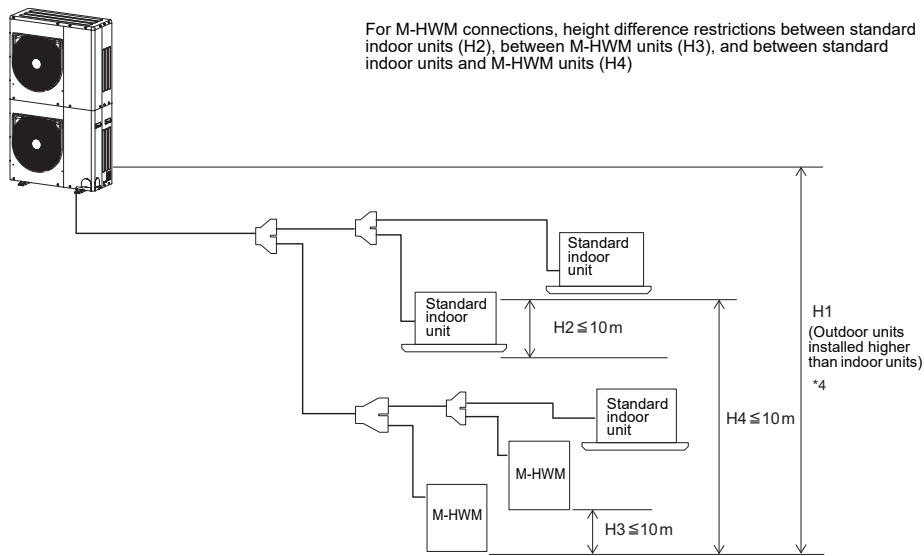 For M-HWM connections, height difference restrictions between standard
indoor units (H2), between M-HWM units (H3), and between standard
indoor units and M-HWM units (H4)
Standard
indoor
unit
Standard
indoor
unit
H2≦10m
H1
(Outdoor units
installed higher
than indoor units)
*4
Standard
indoor
unit
H4≦10m
M-HWM
M-HWM
H3≦10m